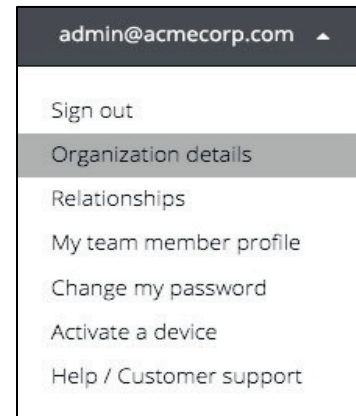 admin@acmecorp.com
Sign out
Organization details
Relationships
My team member profile
Change my password
Activate a device
Help / Customer support